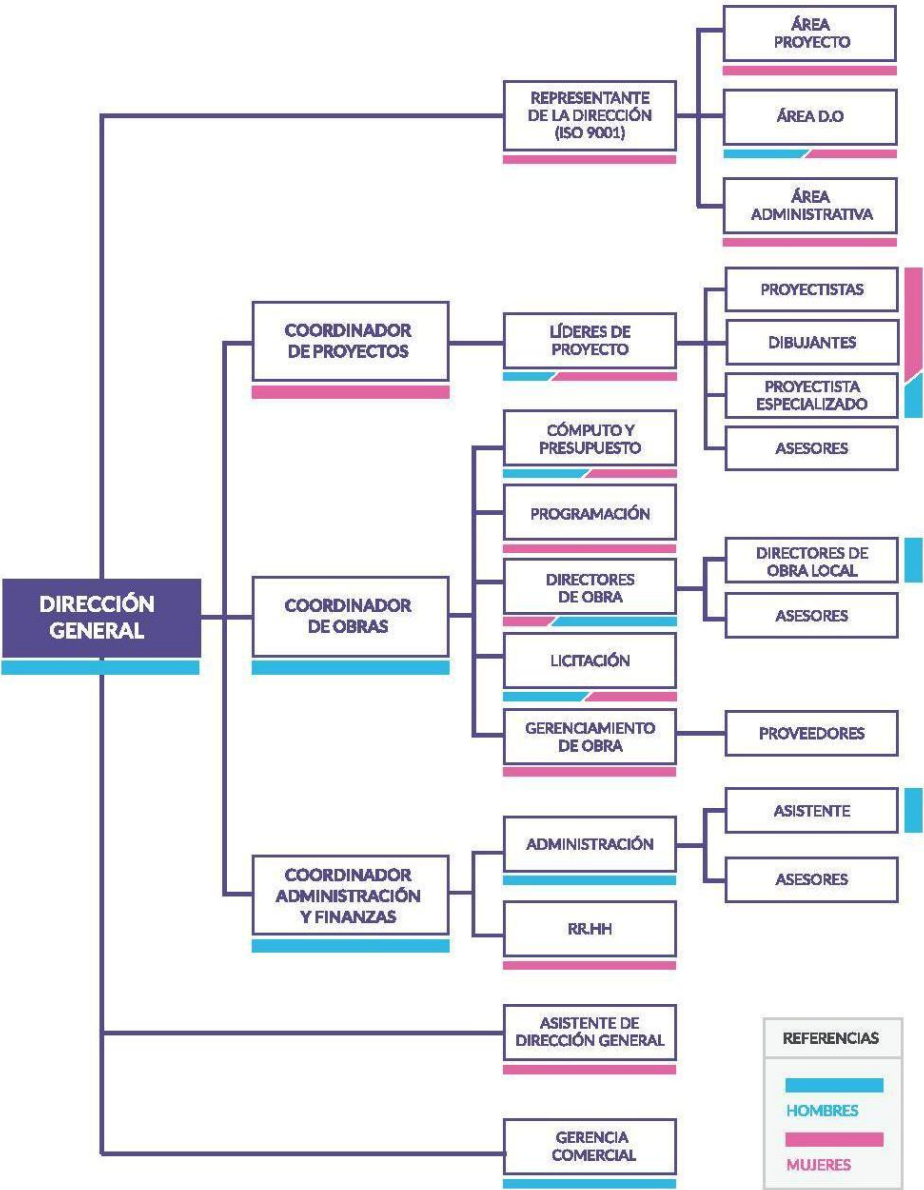 ÁREA
PROYECTO
REPRESENTANTE
DE LA DIRECCIÓN
(ISO 9001)
ÁREA D.O
ÁREA
ADMINISTRATIVA
COORDINADOR
DE PROYECTOS
LÍDERES DE
PROYECTO
PROYECTISTAS
DIBUJANTES
PROYECTISTA
ESPECIALIZADO
ASESORES
DIRECCIÓN
GENERAL
COORDINADOR
DE OBRAS
CÓMPUTO Y
PRESUPUESTO
PROGRAMACIÓN
DIRECTORES
DE OBRA
DIRECTORES DE
OBRA LOCAL
ASESORES
LICITACIÓN
GERENCIAMIENTO
DE OBRA
PROVEEDORES
COORDINADOR
ADMINISTRACIÓN
Y FINANZAS
ADMINISTRACIÓN
ASISTENTE
ASESORES
RR.HH
ASISTENTE DE
DIRECCIÓN GENERAL
GERENCIA
COMERCIAL
REFERENCIAS
HOMBRES
MUJERES